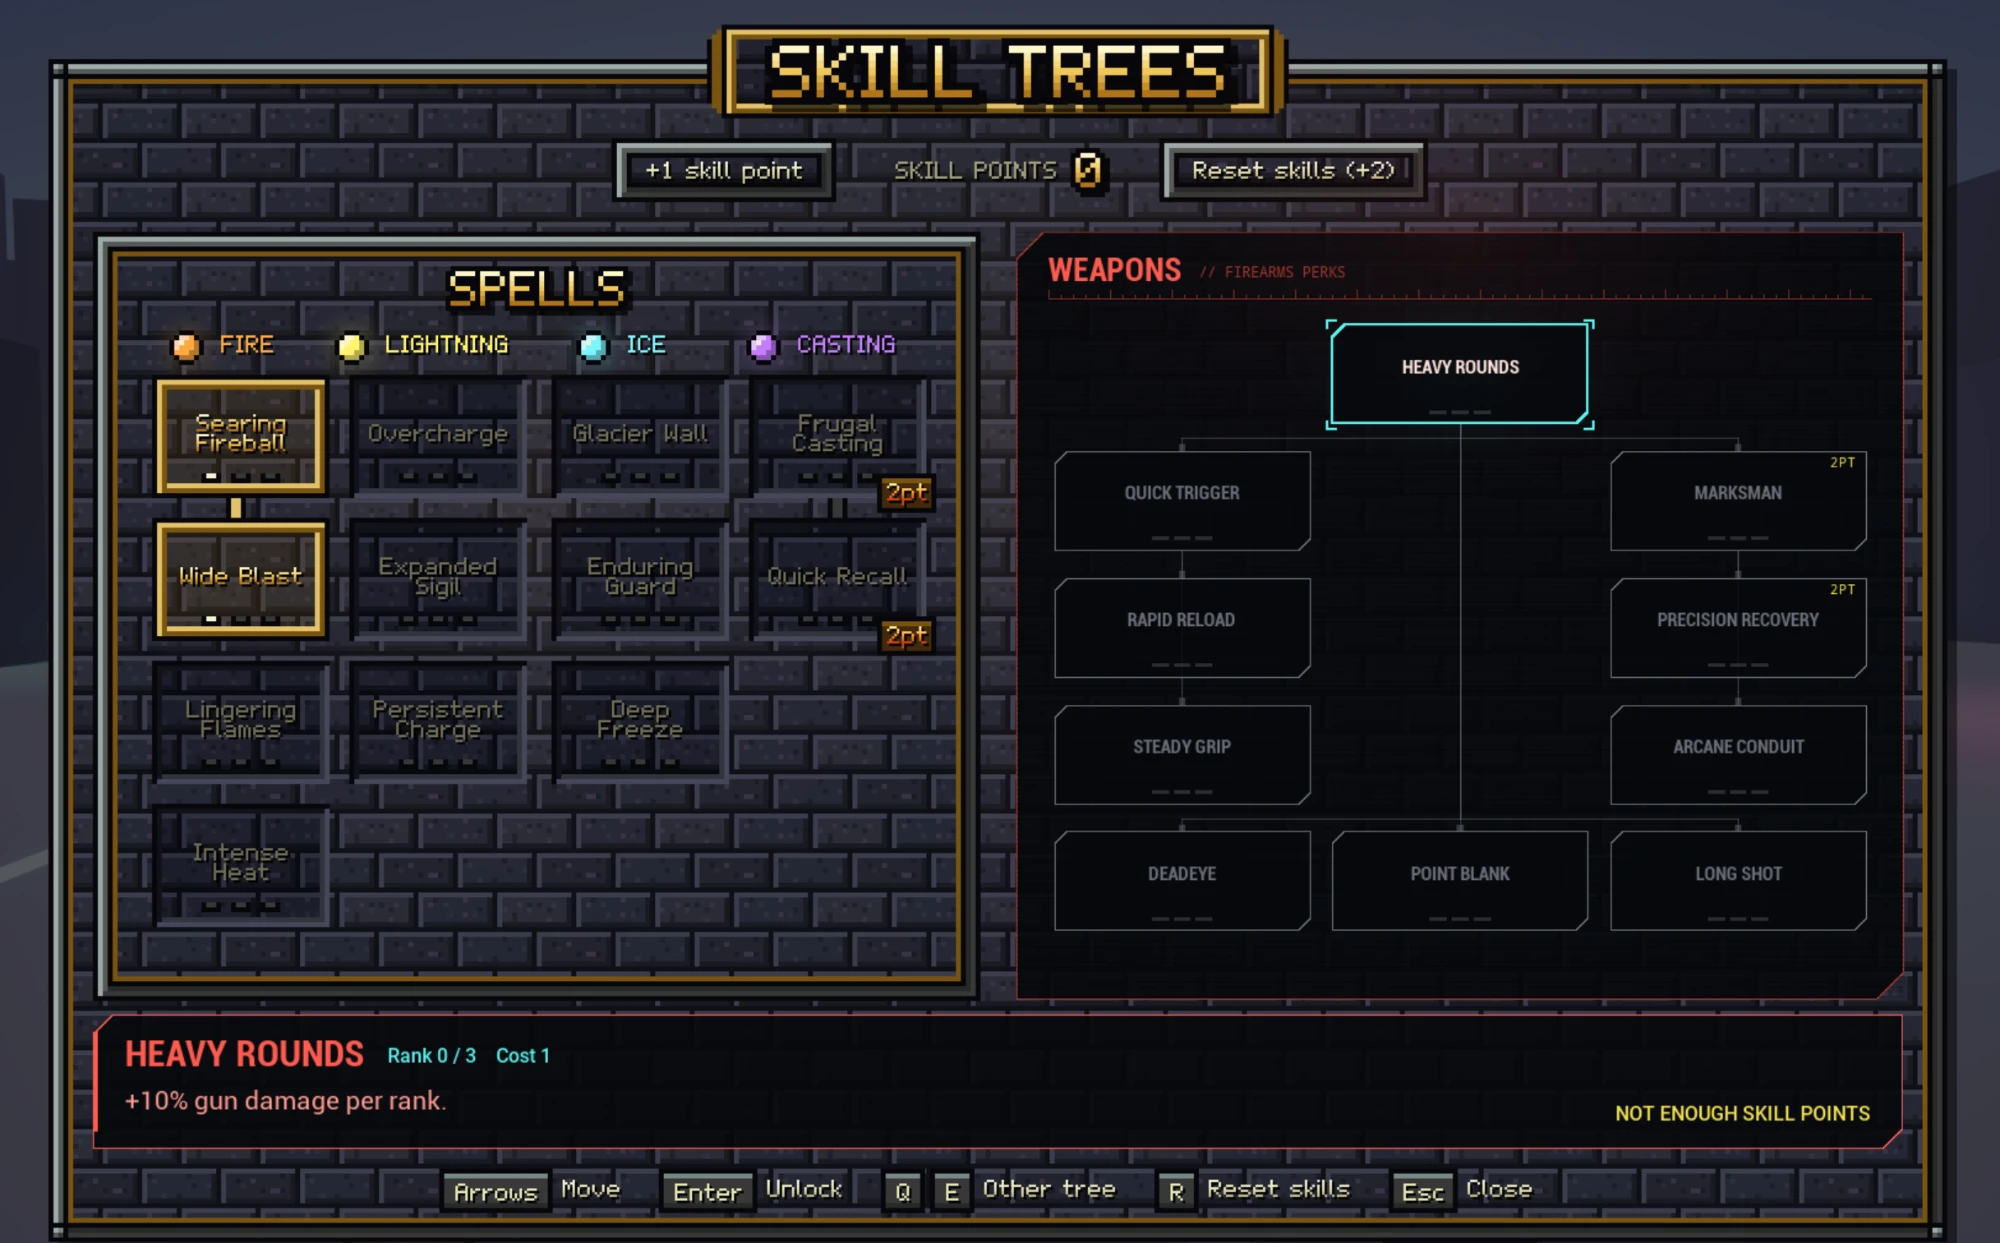 SKILL TREES
+1 skill point
SKILL POINTS 0
Reset skills (+2)
SPELLS
FIRE
LIGHTNING
ICE
CASTING
Searing
Fireball
Overcharge
Glacier Wall
Frugal
Casting
2pt
Wide Blast
Expanded
Sigil
Enduring
Guard
Quick Recall
2pt
Lingering
Flames
Persistent
Charge
Deep
Freeze
Intense
Heat
WEAPONS // FIREARMS PERKS
HEAVY ROUNDS
QUICK TRIGGER
2PT
MARKSMAN
RAPID RELOAD
2PT
PRECISION RECOVERY
STEADY GRIP
ARCANE CONDUIT
DEADEYE
POINT BLANK
LONG SHOT
HEAVY ROUNDS Rank 0 / 3 Cost 1
+10% gun damage per rank.
NOT ENOUGH SKILL POINTS
Arrows Move Enter Unlock Q E Other tree R Reset skills Esc Close